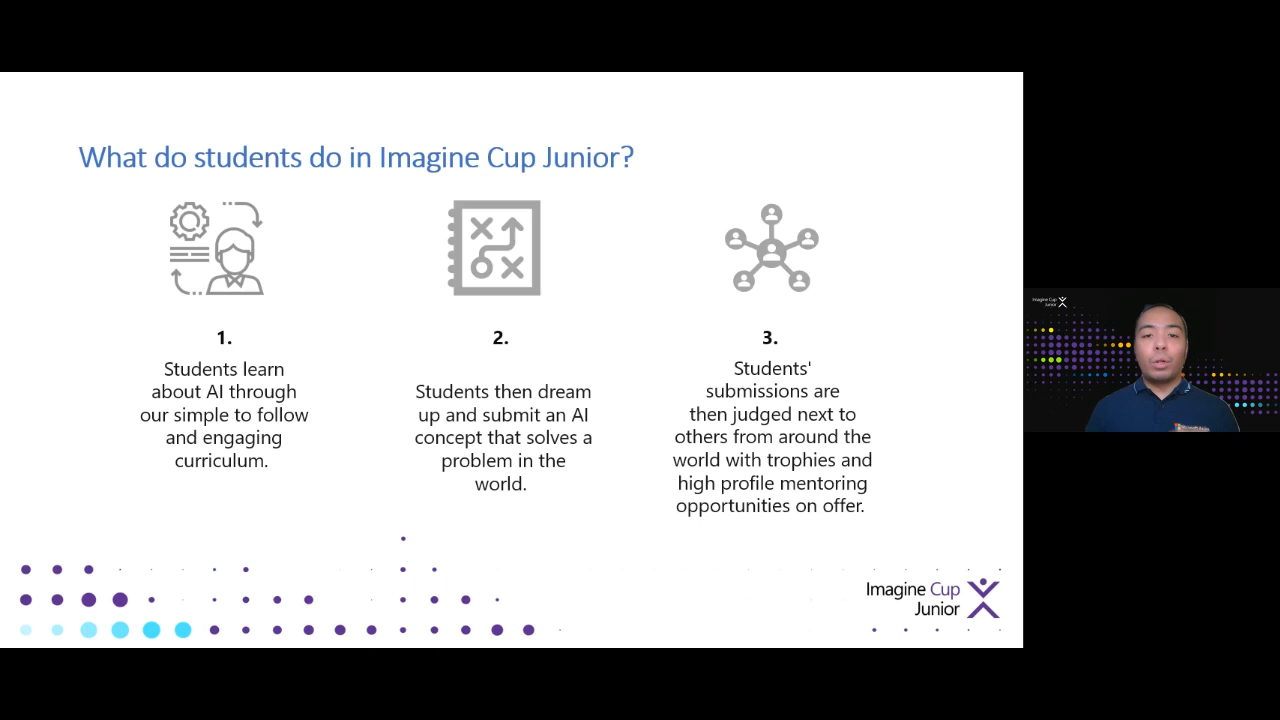 What do students do in Imagine Cup Junior?
1.
Students learn
about AI through
our simple to follow
and engaging
curriculum.
2.
Students then dream
up and submit an AI
concept that solves a
problem in the
world.
3.
Students'
submissions are
then judged next to
others from around the
world with trophies and
high profile mentoring
opportunities on offer.
Imagine Cup
Junior
Imagine Cup
Junior